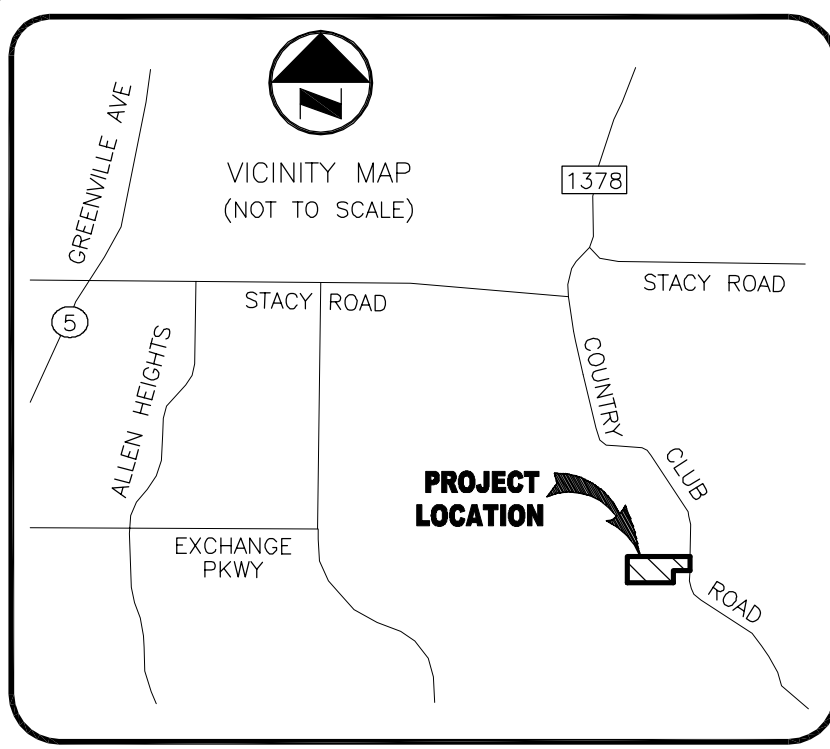 GREENVILLE AVE
N
VICINITY MAP
(NOT TO SCALE)
1378
STACY ROAD
STACY ROAD
5
ALLEN HEIGHTS
COUNTRY
CLUB
ROAD
PROJECT
LOCATION
EXCHANGE
PKWY